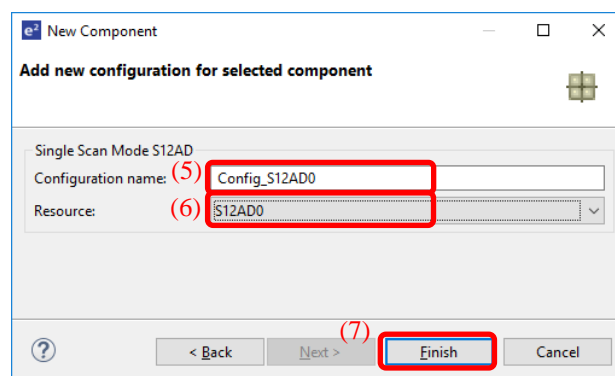 e² New Component
Add new configuration for selected component
Single Scan Mode S12AD
Configuration name: (5) Config_S12AD0
Resource: (6) S12AD0
(7)
? < Back Next > Finish Cancel